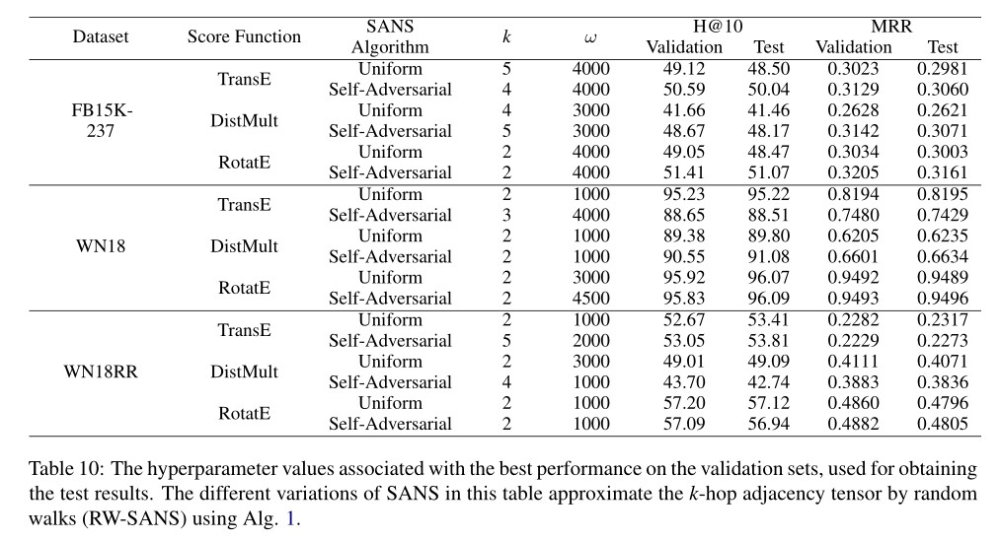 Dataset Score Function SANS Algorithm k ω H@10 MRR
Validation Test Validation Test
FB15K-237 TransE Uniform 5 4000 49.12 48.50 0.3023 0.2981
Self-Adversarial 4 4000 50.59 50.04 0.3129 0.3060
DistMult Uniform 4 3000 41.66 41.46 0.2628 0.2621
Self-Adversarial 5 3000 48.67 48.17 0.3142 0.3071
RotatE Uniform 2 4000 49.05 48.47 0.3034 0.3003
Self-Adversarial 2 4000 51.41 51.07 0.3205 0.3161
WN18 TransE Uniform 2 1000 95.23 95.22 0.8194 0.8195
Self-Adversarial 3 4000 88.65 88.51 0.7480 0.7429
DistMult Uniform 2 1000 89.38 89.80 0.6205 0.6235
Self-Adversarial 2 1000 90.55 91.08 0.6601 0.6634
RotatE Uniform 2 3000 95.92 96.07 0.9492 0.9489
Self-Adversarial 2 4500 95.83 96.09 0.9493 0.9496
WN18RR TransE Uniform 2 1000 52.67 53.41 0.2282 0.2317
Self-Adversarial 5 2000 53.05 53.81 0.2229 0.2273
DistMult Uniform 2 3000 49.01 49.09 0.4111 0.4071
Self-Adversarial 4 1000 43.70 42.74 0.3883 0.3836
RotatE Uniform 2 1000 57.20 57.12 0.4860 0.4796
Self-Adversarial 2 1000 57.09 56.94 0.4882 0.4805
Table 10: The hyperparameter values associated with the best performance on the validation sets, used for obtaining
the test results. The different variations of SANS in this table approximate the k-hop adjacency tensor by random
walks (RW-SANS) using Alg. 1.